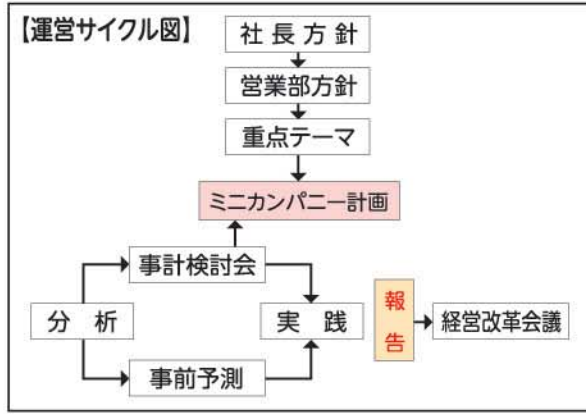 【運営サイクル図】
社長方針
営業部方針
重点テーマ
ミニカンパニー計画
事計検討会
分析
実践
報告
経営改革会議
事前予測